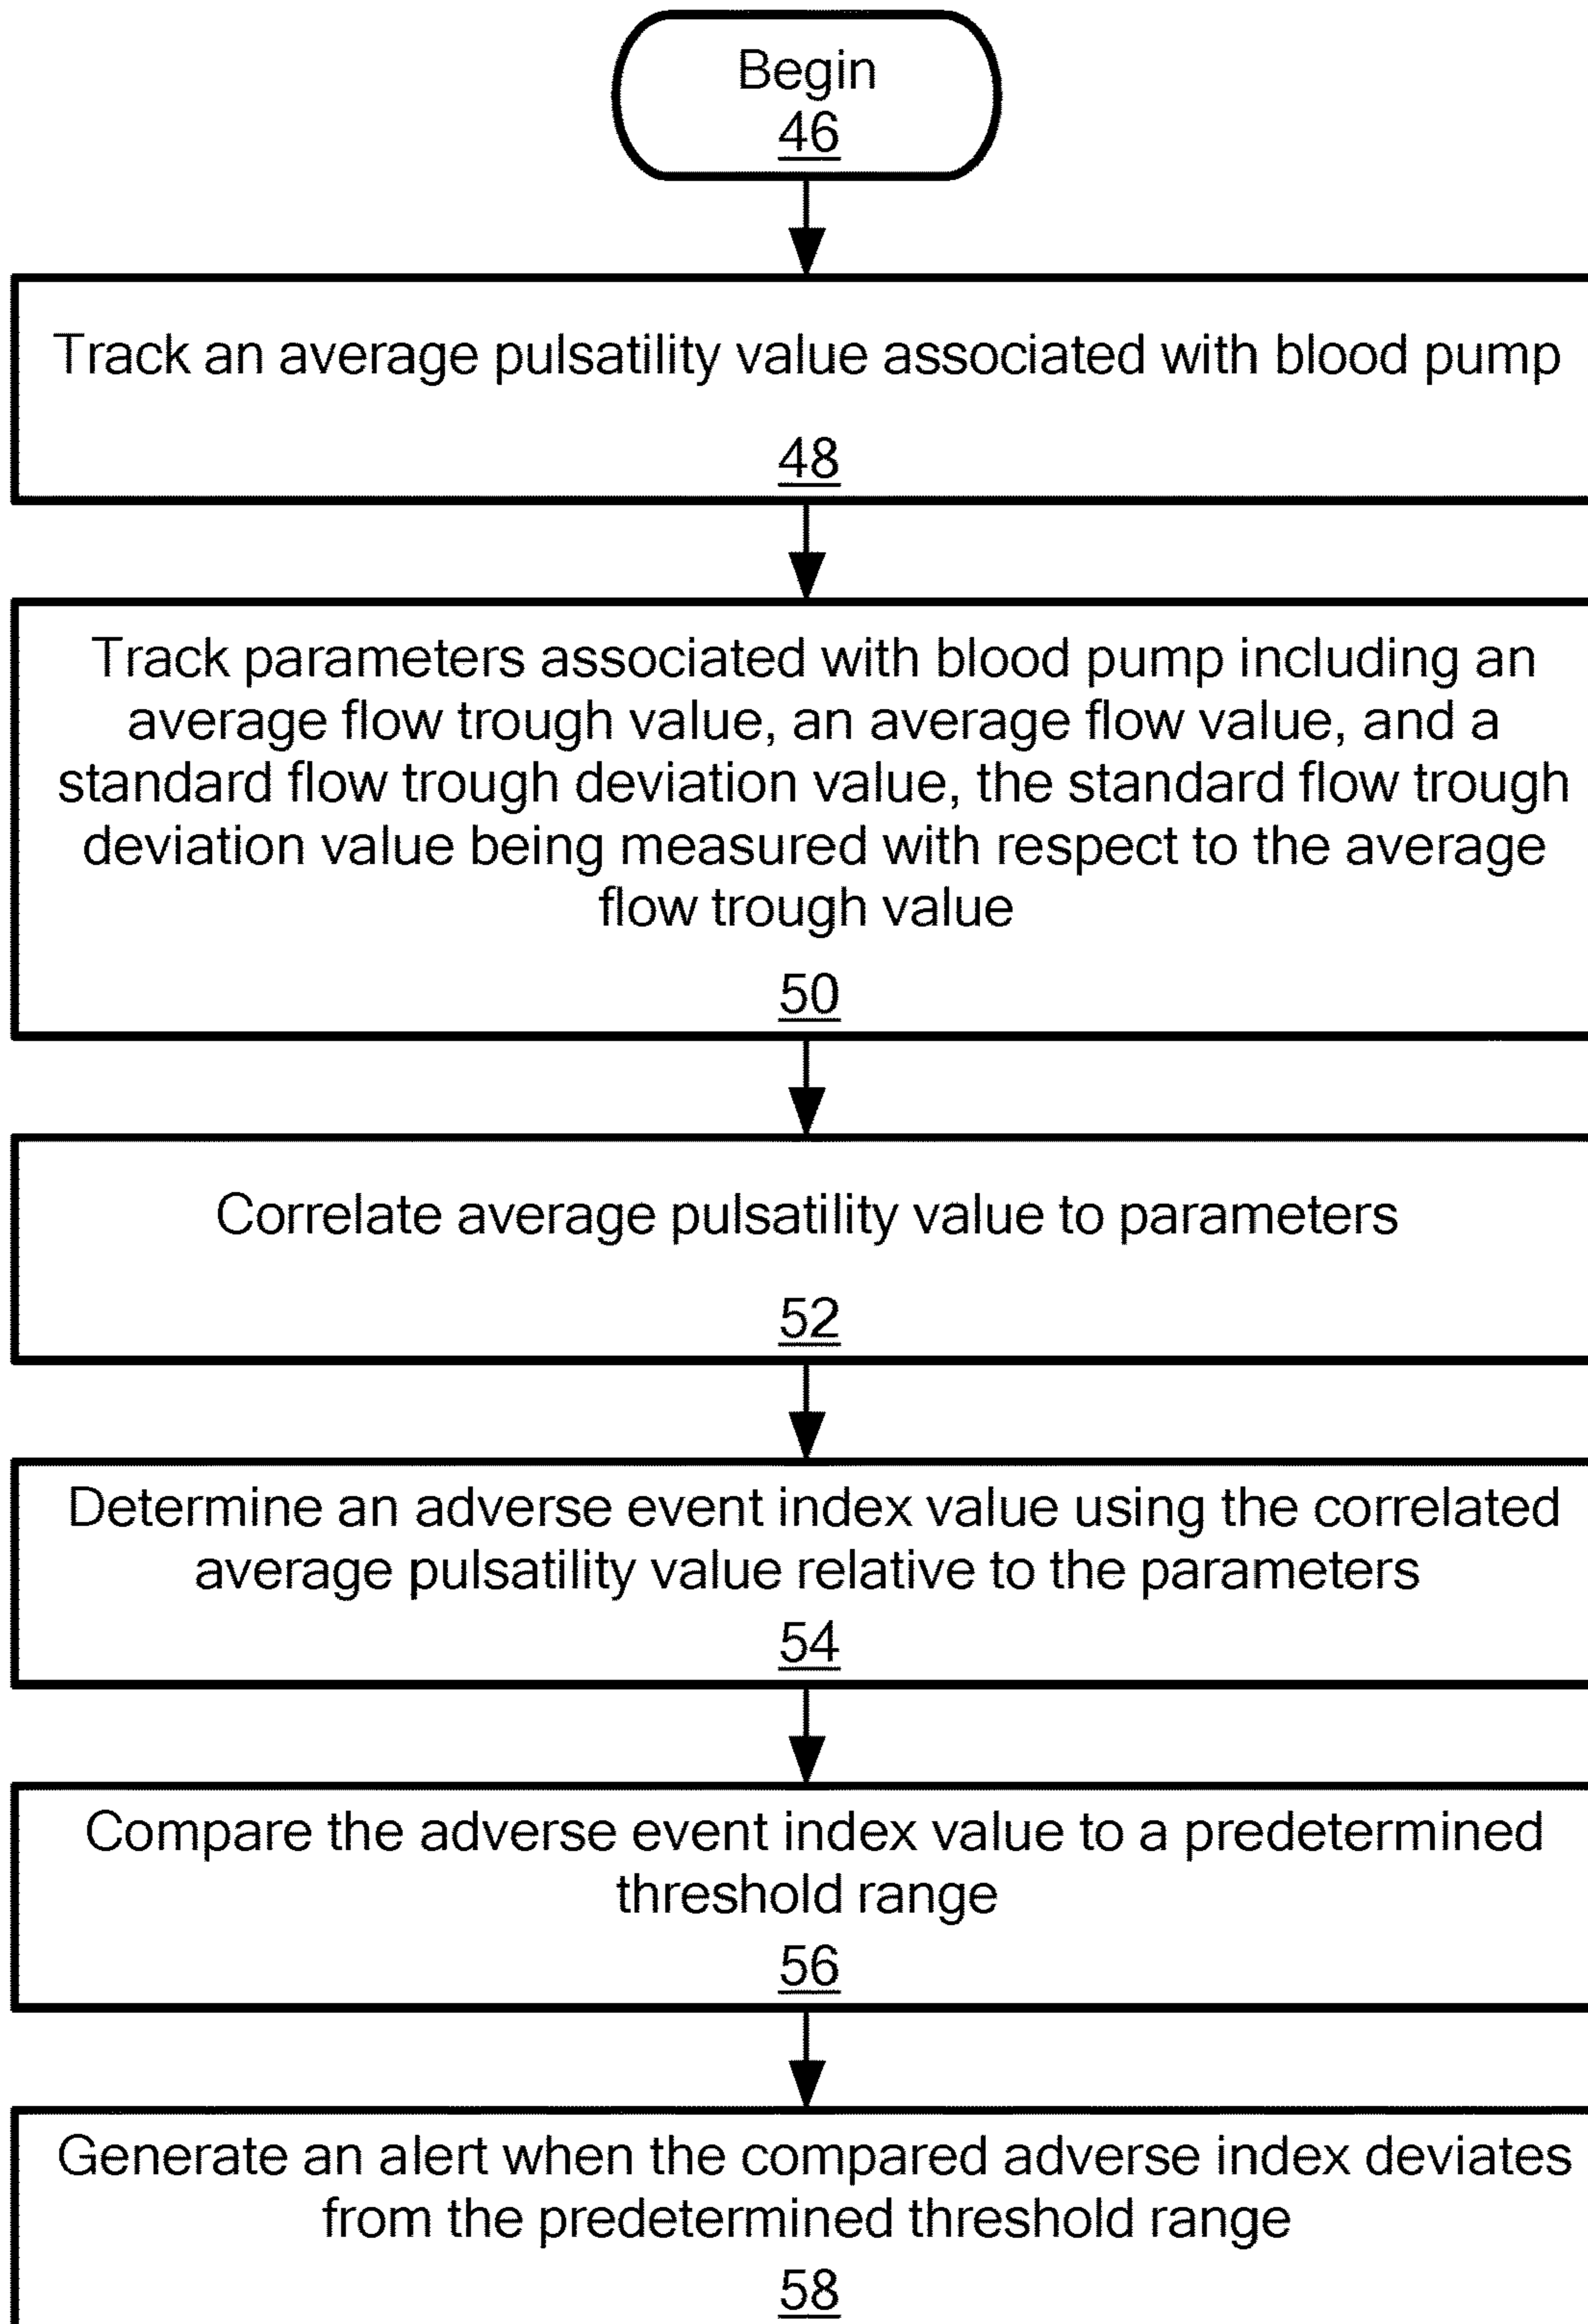 Begin
46
Track an average pulsatility value associated with blood pump
48
Track parameters associated with blood pump including an
average flow trough value, an average flow value, and a
standard flow trough deviation value, the standard flow trough
deviation value being measured with respect to the average
flow trough value
50
Correlate average pulsatility value to parameters
52
Determine an adverse event index value using the correlated
average pulsatility value relative to the parameters
54
Compare the adverse event index value to a predetermined
threshold range
56
Generate an alert when the compared adverse index deviates
from the predetermined threshold range
58